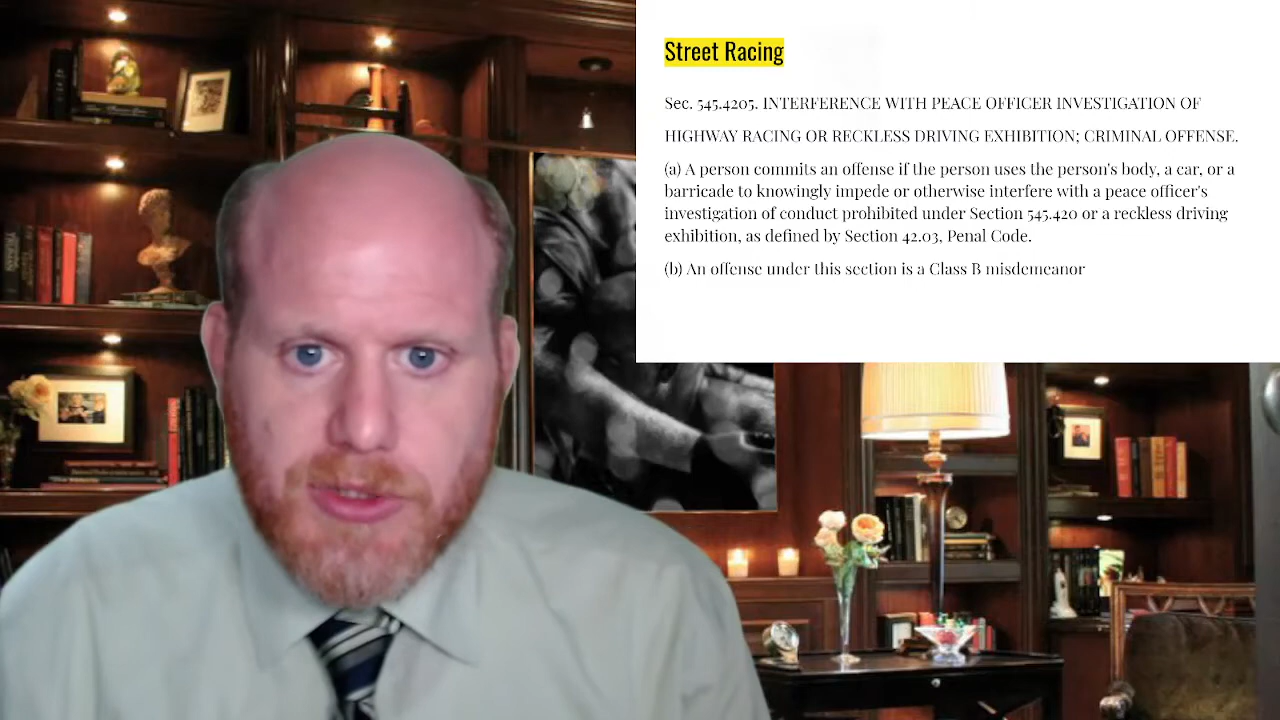 Street Racing
Sec. 545.4205. INTERFERENCE WITH PEACE OFFICER INVESTIGATION OF
HIGHWAY RACING OR RECKLESS DRIVING EXHIBITION; CRIMINAL OFFENSE.
(a) A person commits an offense if the person uses the person's body, a car, or a
barricade to knowingly impede or otherwise interfere with a peace officer's
investigation of conduct prohibited under Section 545.420 or a reckless driving
exhibition, as defined by Section 42.03, Penal Code.
(b) An offense under this section is a Class B misdemeanor